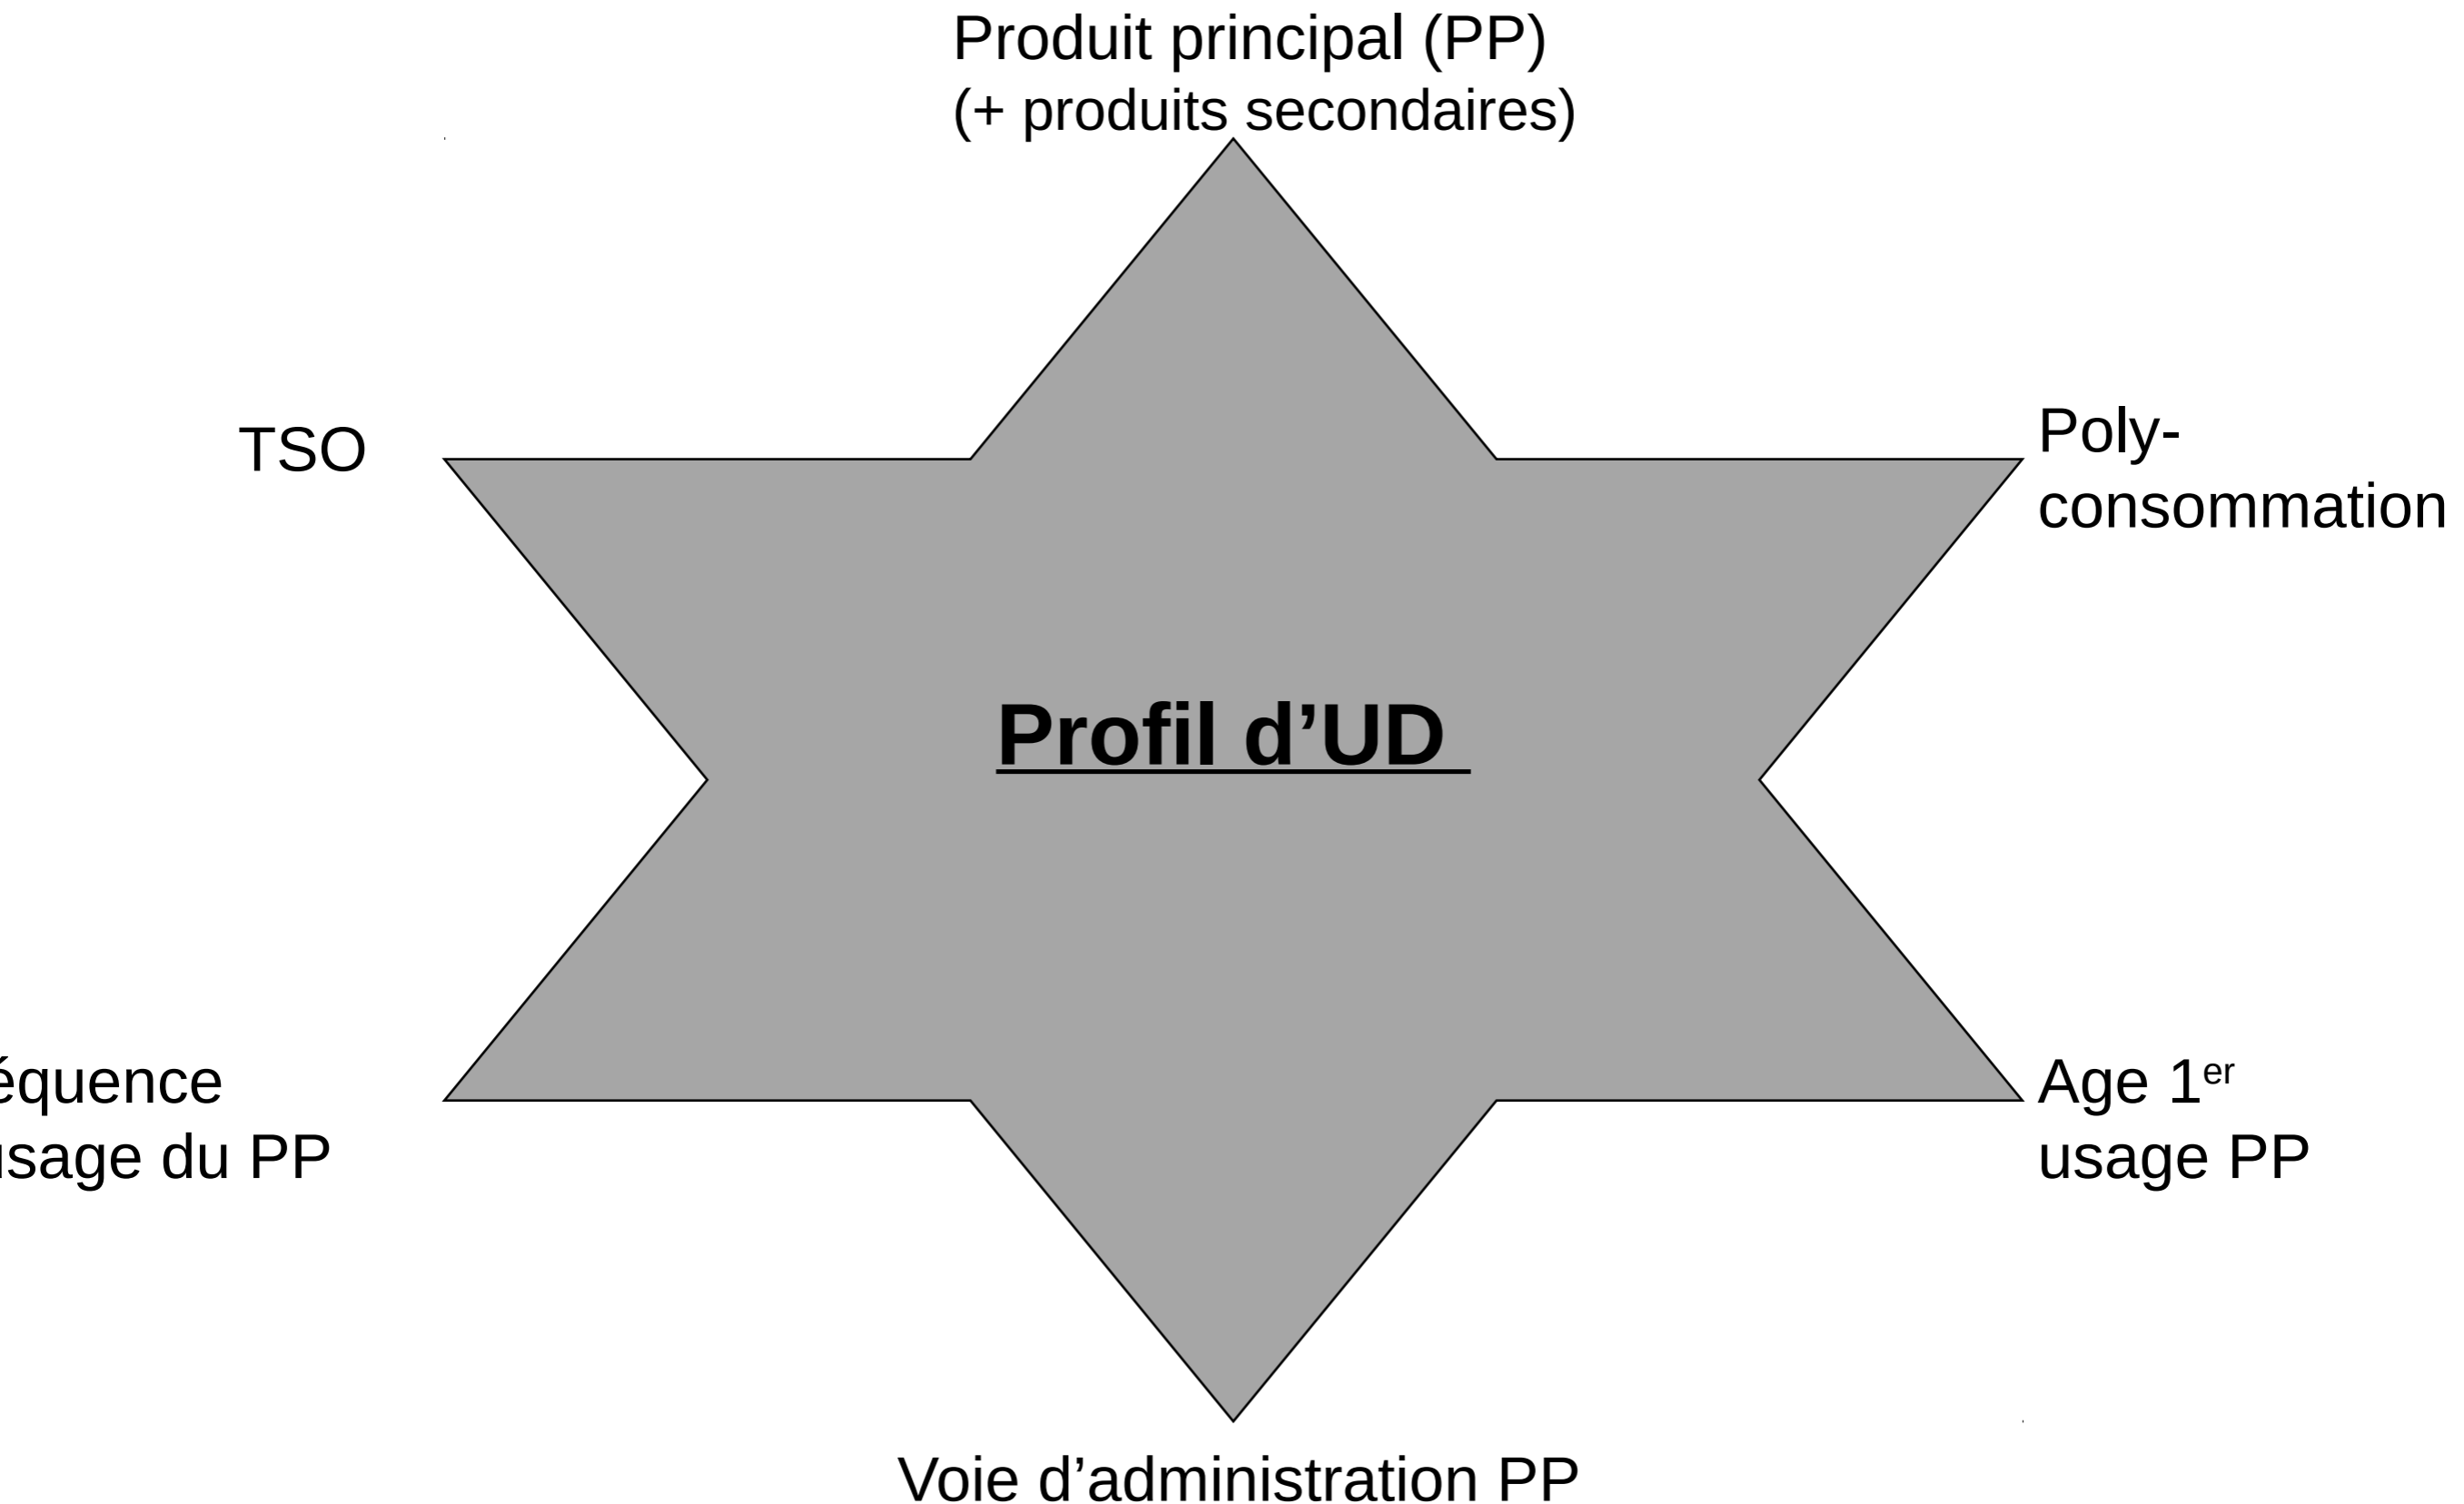 Produit principal (PP)
(+ produits secondaires)
TSO
Poly-
consommation
Profil d’UD
équence
sage du PP
Age 1er
usage PP
Voie d’administration PP